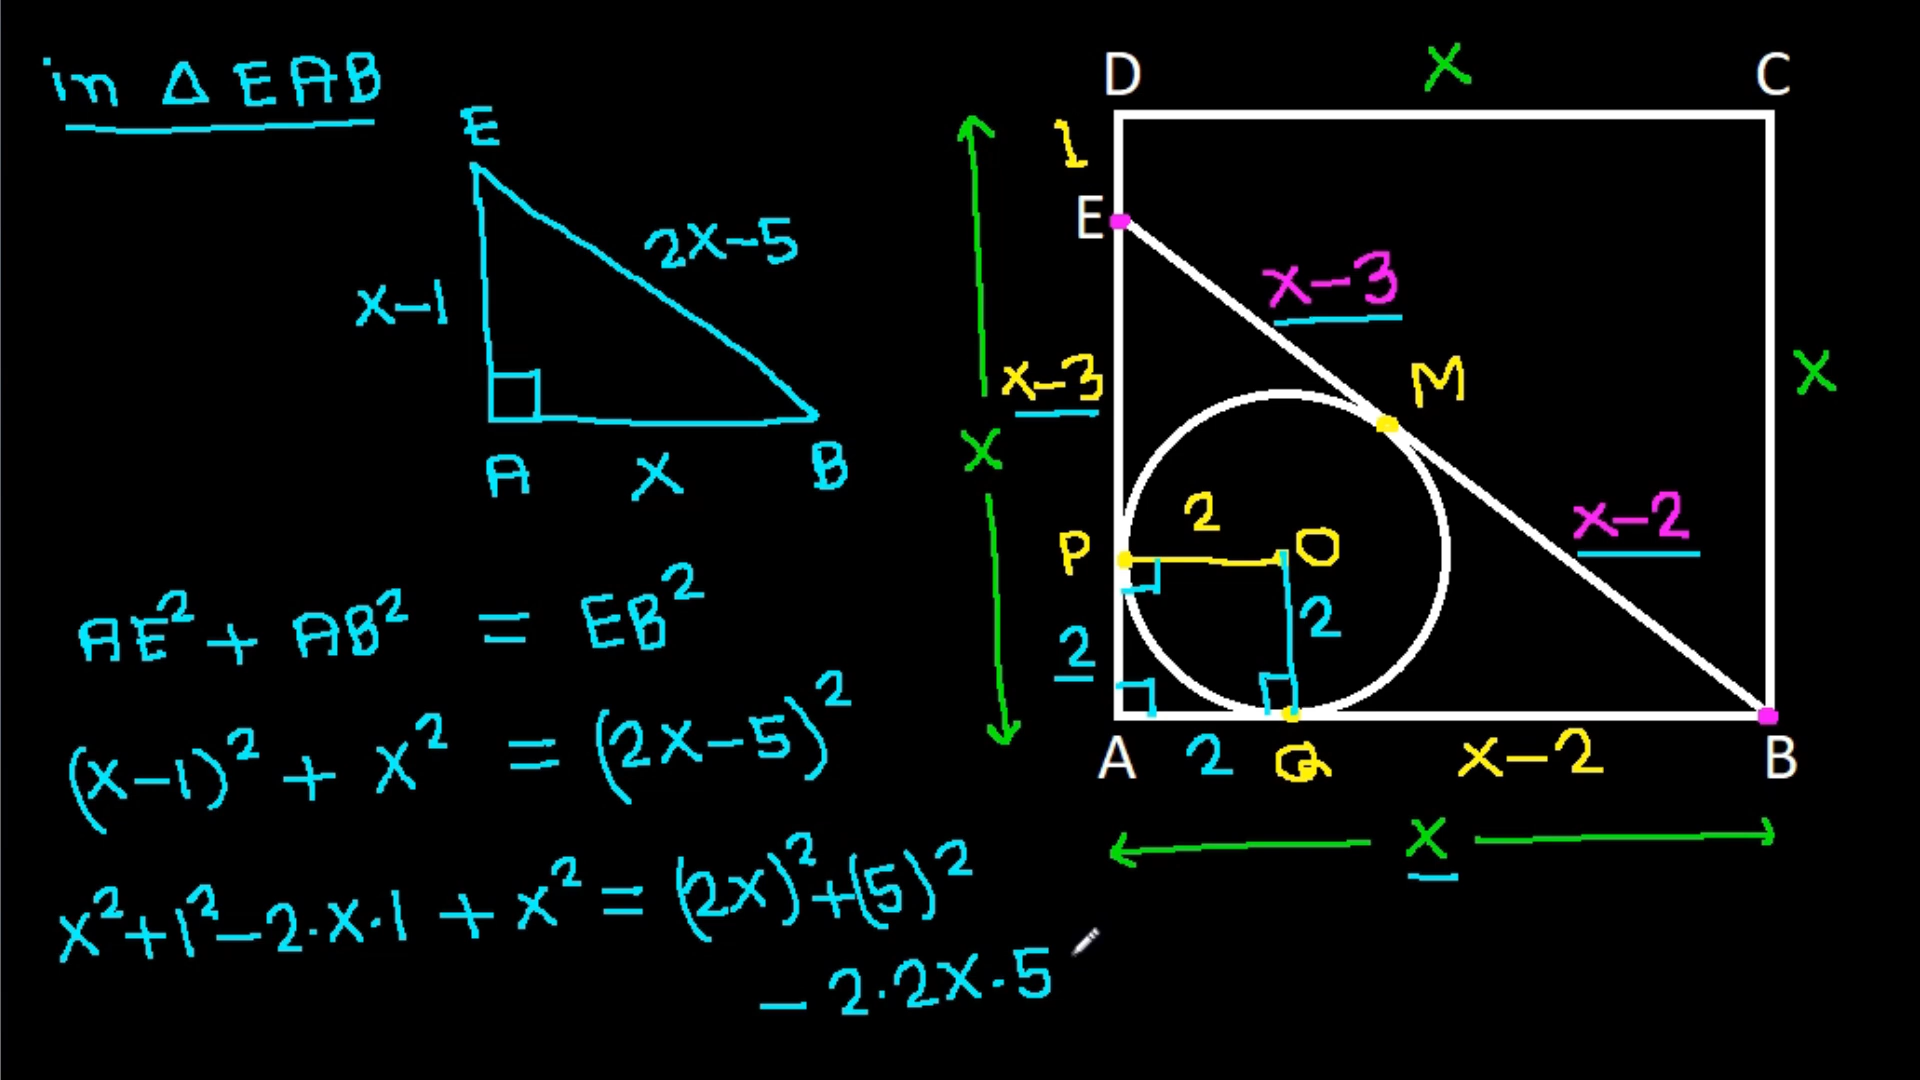 in Δ EAB
E
x-1
2x-5
A
x
B
AE²+ AB² = EB²
(x-1)² + x² = (2x-5)²
x²+1²-2·x·1 + x² = (2x)²+(5)²
- 2·2x·5
D
x
C
1
E
x-3
x-3
M
x
x
P
2
O
2
x-2
2
A
2
Q
x-2
B
x